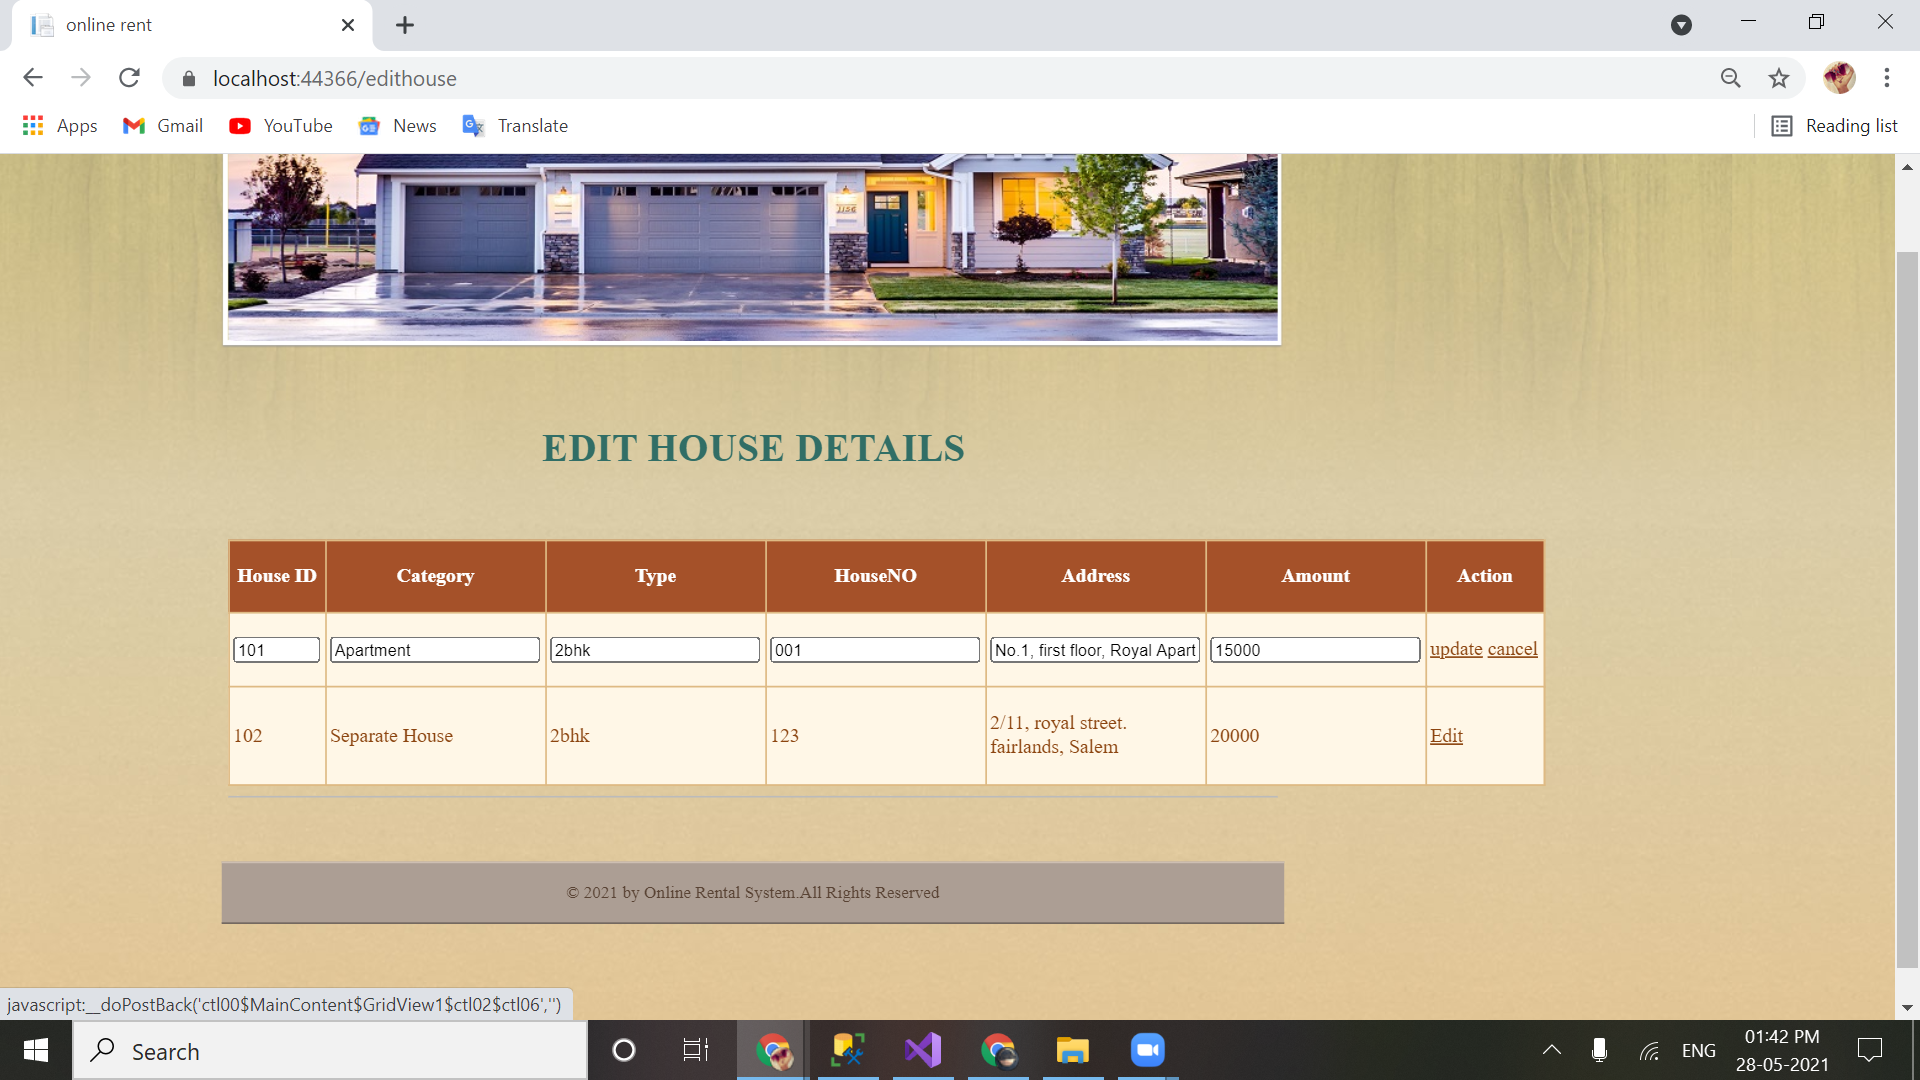 online rent
localhost:44366/edithouse
Apps Gmail YouTube News Translate Reading list
1156
EDIT HOUSE DETAILS
House ID Category Type HouseNO Address Amount Action
101 Apartment 2bhk 001 No.1, first floor, Royal Apart 15000 update cancel
102 Separate House 2bhk 123 2/11, royal street. fairlands, Salem 20000 Edit
© 2021 by Online Rental System.All Rights Reserved
javascript:__doPostBack('ctl00$MainContent$GridView1$ctl02$ctl06','')
Search ENG 01:42 PM
28-05-2021